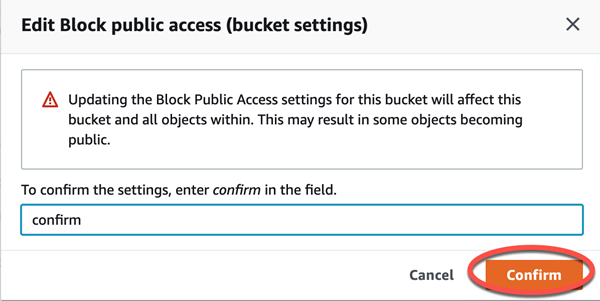 Edit Block public access (bucket settings)
Updating the Block Public Access settings for this bucket will affect this
bucket and all objects within. This may result in some objects becoming
public.
To confirm the settings, enter confirm in the field.
confirm
Cancel Confirm